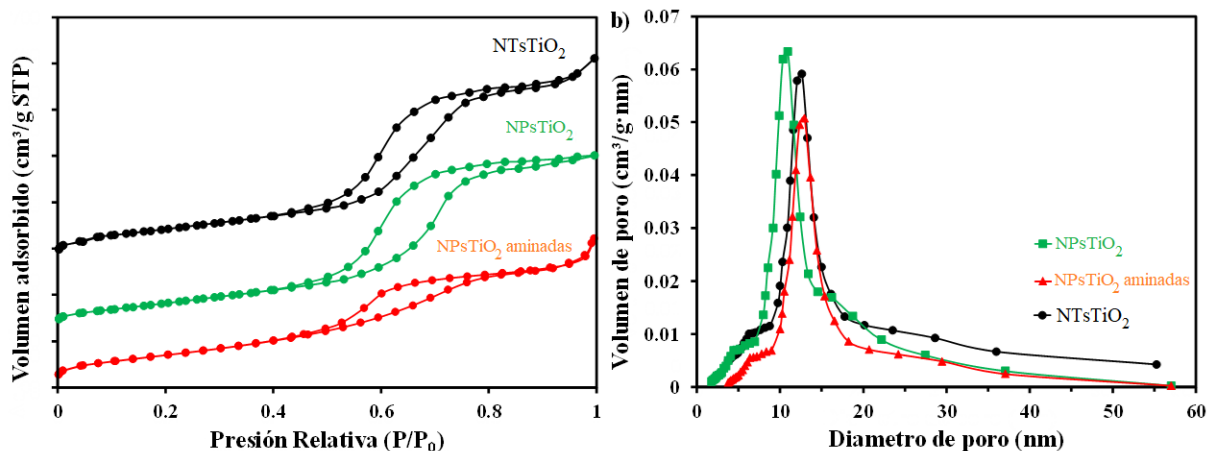 Volumen adsorbido (cm³/g STP)
NTsTiO₂
NPsTiO₂
NPsTiO₂ aminadas
0
0.2
0.4
0.6
0.8
1
Presión Relativa (P/P₀)
b)
Volumen de poro (cm³/g nm)
0.07
0.06
0.05
0.04
0.03
0.02
0.01
0
NPsTiO₂
NPsTiO₂ aminadas
NTsTiO₂
0
10
20
30
40
50
60
Diametro de poro (nm)